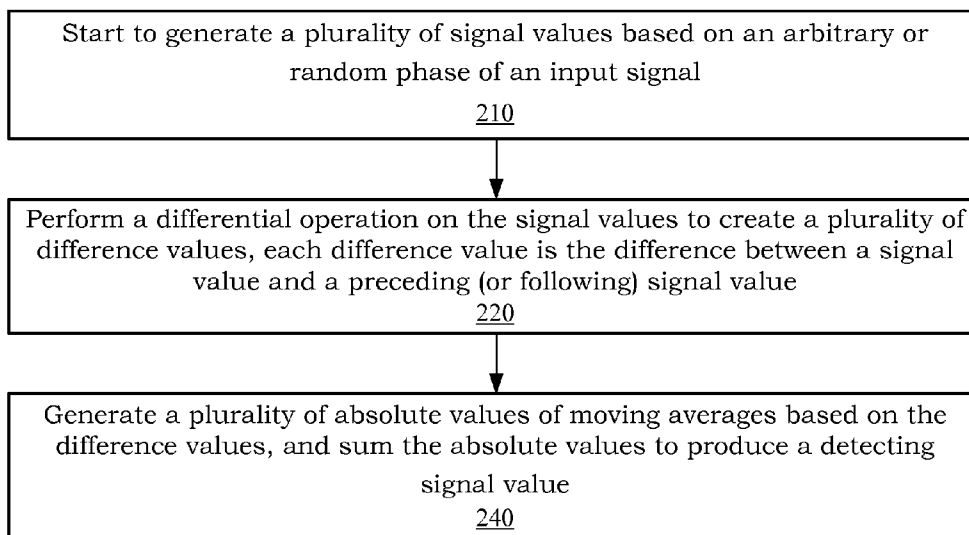 Start to generate a plurality of signal values based on an arbitrary or
random phase of an input signal
210
Perform a differential operation on the signal values to create a plurality of
difference values, each difference value is the difference between a signal
value and a preceding (or following) signal value
220
Generate a plurality of absolute values of moving averages based on the
difference values, and sum the absolute values to produce a detecting
signal value
240